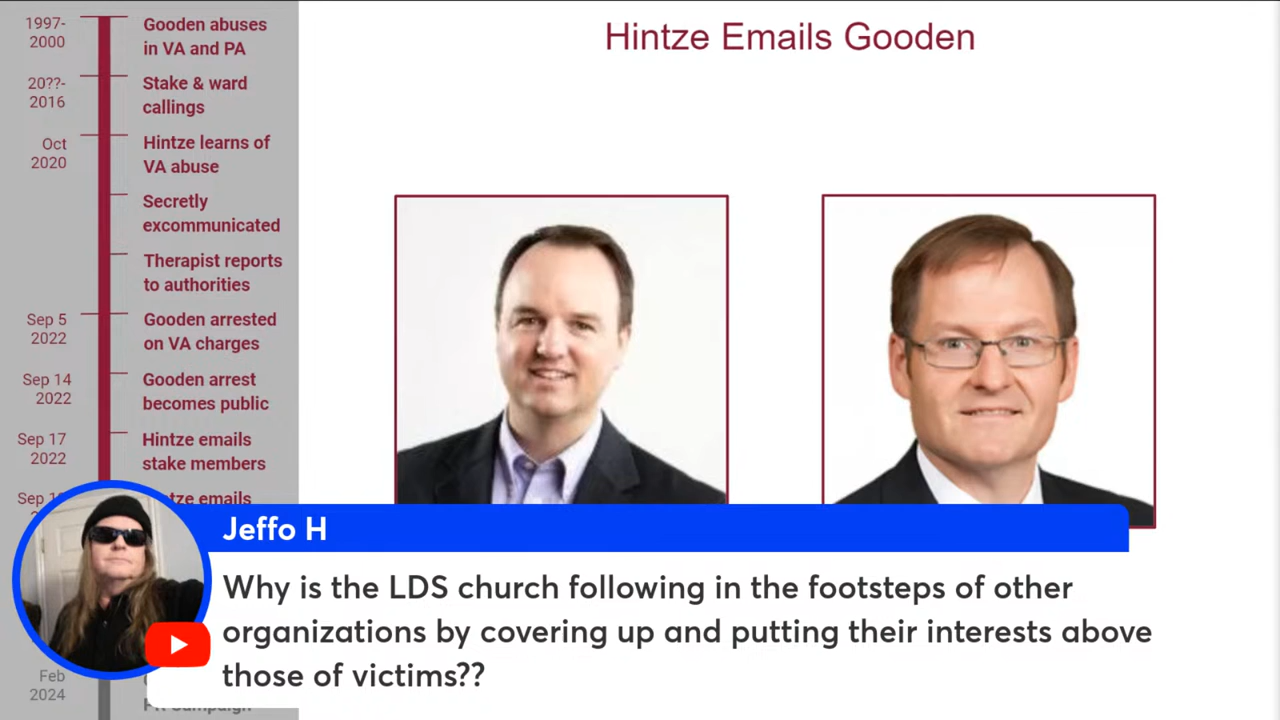 Hintze Emails Gooden
1997-
2000
Gooden abuses
in VA and PA
20??-
2016
Stake & ward
callings
Oct
2020
Hintze learns of
VA abuse
Secretly
excommunicated
Therapist reports
to authorities
Sep 5
2022
Gooden arrested
on VA charges
Sep 14
2022
Gooden arrest
becomes public
Sep 17
2022
Hintze emails
stake members
Sep
emails
Jeffo H
Why is the LDS church following in the footsteps of other
organizations by covering up and putting their interests above
those of victims??
Feb
2024